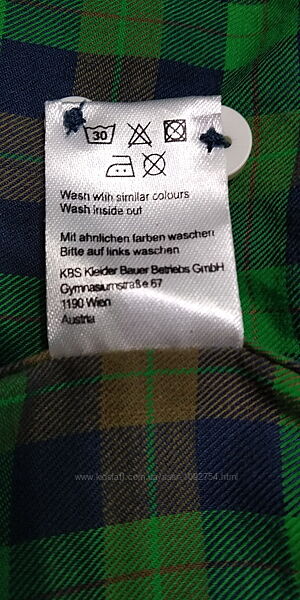 30
Wash with similar colours
Wash inside out
Mit ahnlichen farben waschen
Bitte auf links waschen
KBS Kleider Bauer Betriebs GmbH
Gymnasiumstraße 67
1190 Wien
Austria